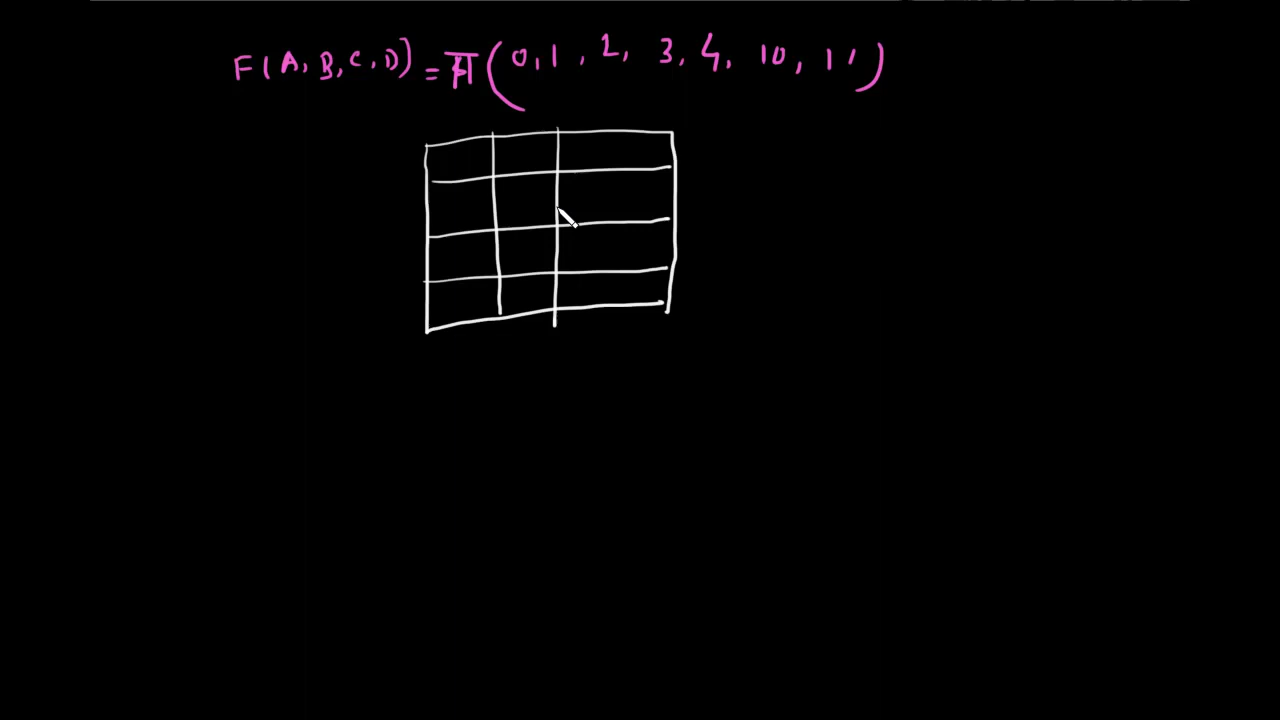 F(A, B, C, D) = π(0, 1, 2, 3, 4, 10, 11)